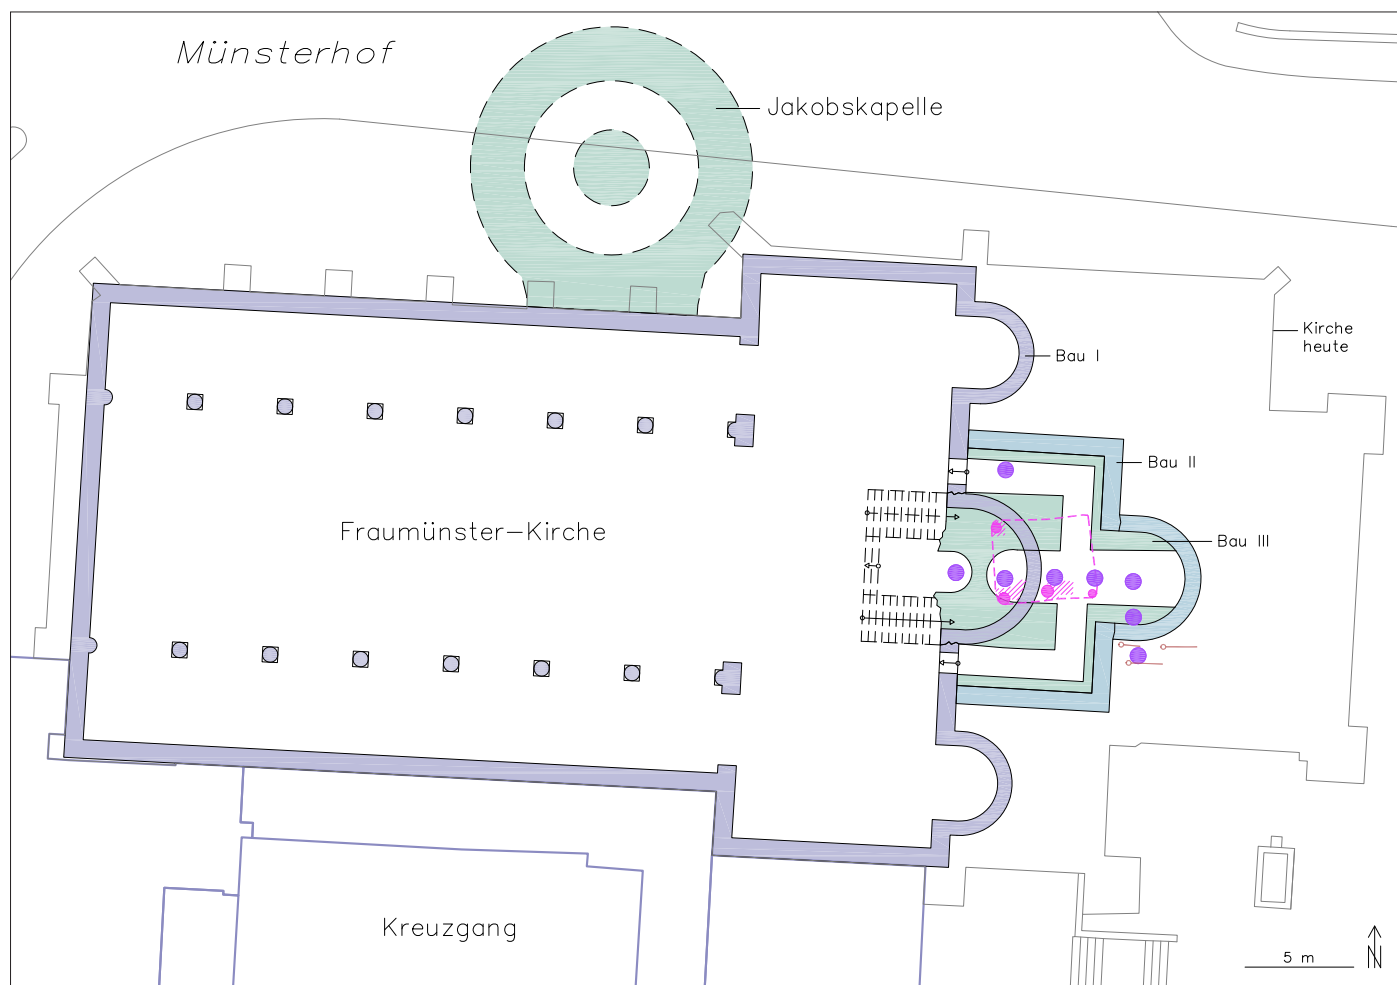 Münsterhof
Jakobskapelle
Kirche
heute
Bau I
Bau II
Fraumünster-Kirche
Bau III
Kreuzgang
5 m
N